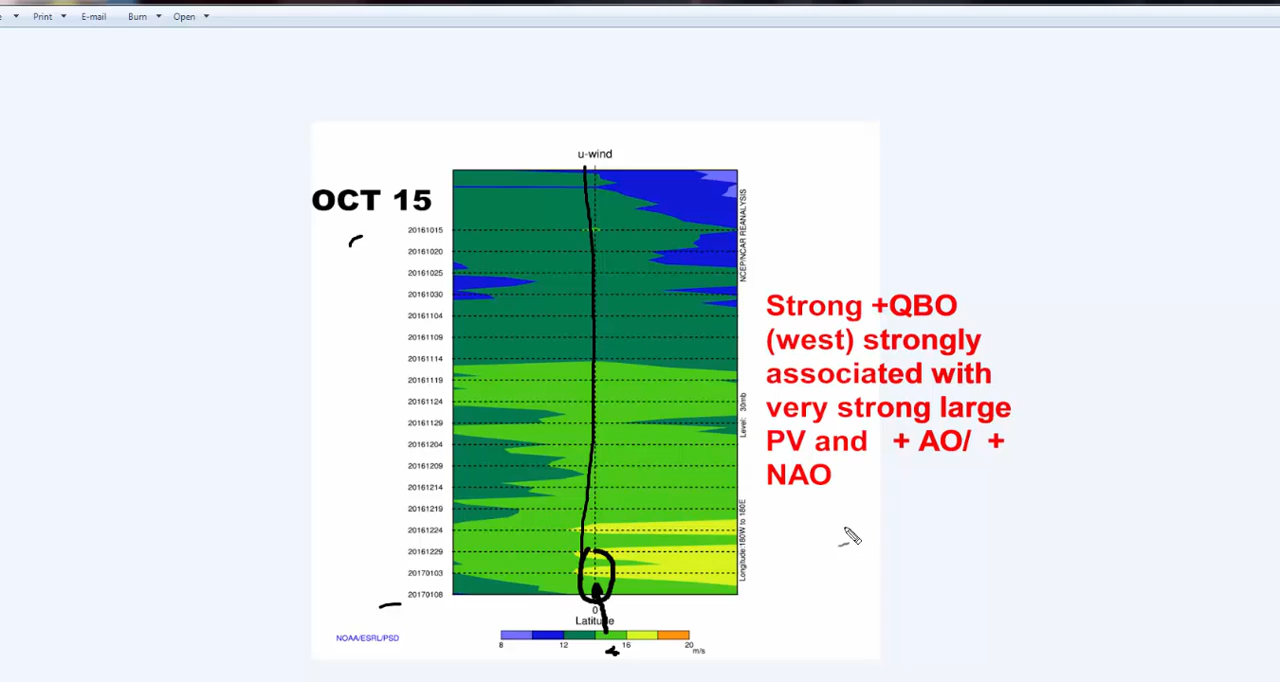 Print E-mail Burn Open
u-wind
OCT 15
20161015
20161020
20161025
20161030
20161104
20161109
20161114
20161119
20161124
20161129
20161204
20161209
20161214
20161219
20161224
20161229
20170103
20170108
NCEP/NCAR REANALYSIS
Level: 30mb
Longitude:180W to 180E
Strong +QBO
(west) strongly
associated with
very strong large
PV and + AO/ +
NAO
0
Latitude
NOAA/ESRL/PSD
8 12 16 20
m/s